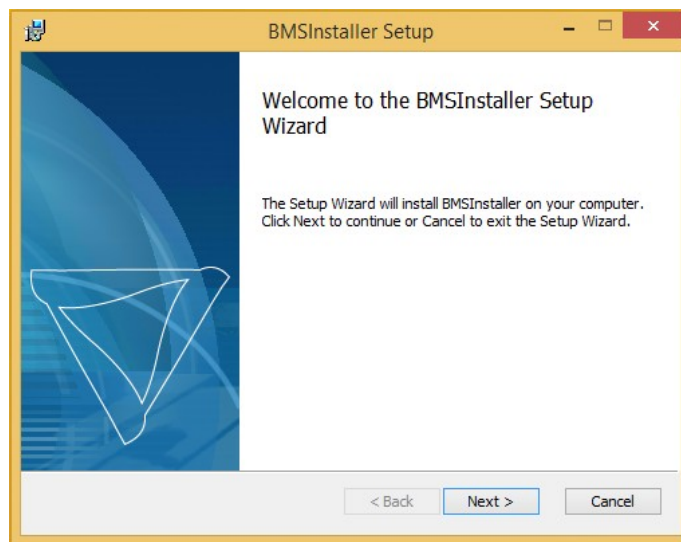 BMSInstaller Setup
Welcome to the BMSInstaller Setup
Wizard
The Setup Wizard will install BMSInstaller on your computer.
Click Next to continue or Cancel to exit the Setup Wizard.
< Back Next > Cancel